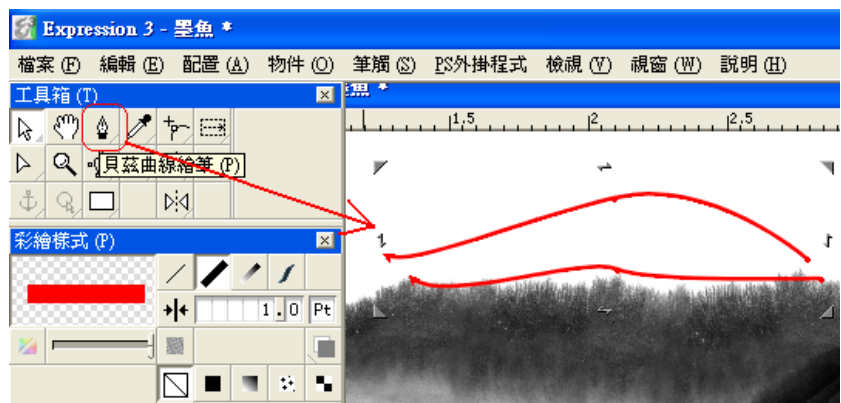 Expression 3 - 墨魚 *
檔案 (F) 編輯 (E) 配置 (A) 物件 (O) 筆觸 (S) PS外掛程式 檢視 (V) 視窗 (W) 說明 (H)
工具箱 (T)
魚 *
1,5 2 2,5
貝茲曲線繪筆 (P)
彩繪樣式 (P)
1.0 Pt